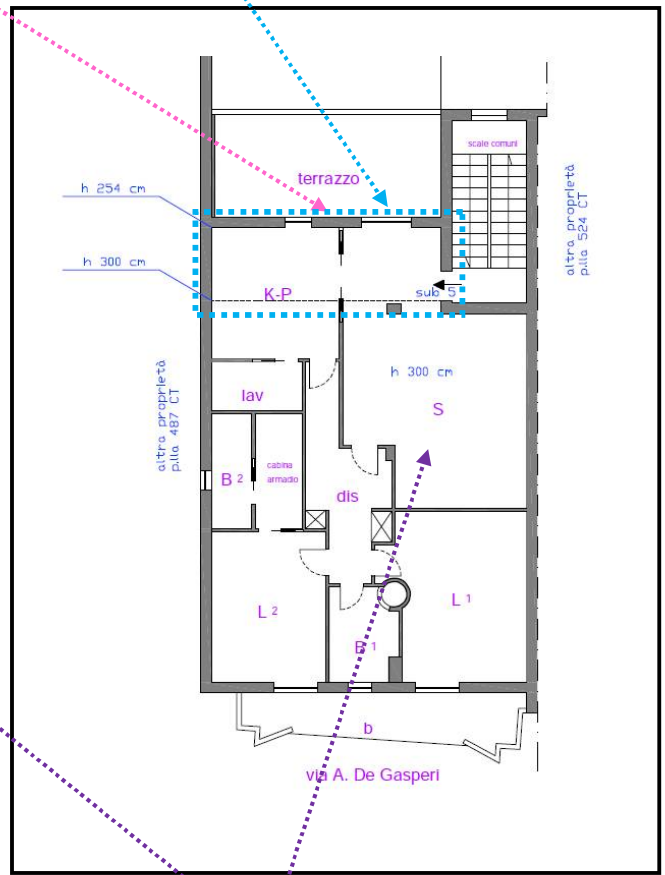 scale comuni
terrazzo
altra proprietà
p.lla 524 CT
h 254 cm
h 300 cm
K-P
sub 5
h 300 cm
lav
S
altra proprietà
p.lla 487 CT
B 2
cabina
armadio
dis
L 2
L 1
B 1
b
via A. De Gasperi